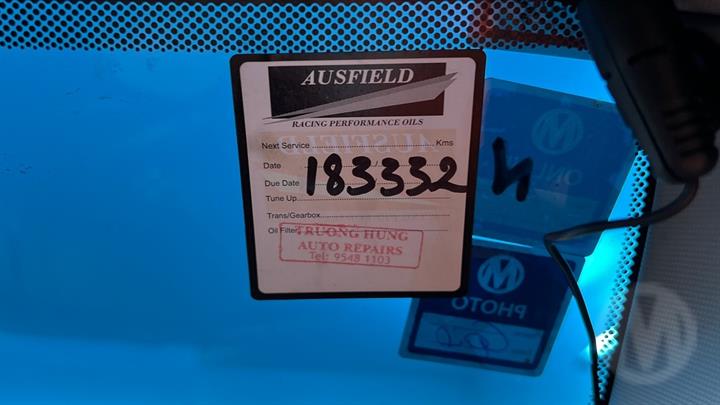 AUSFIELD
RACING PERFORMANCE OILS
Next Service ........ Kms
Date ....../......
Due Date
183332
Tune Up
Trans/Gearbox
Oil Filter
TRUONG HUNG
AUTO REPAIRS
Tel: 9548 1103
M
M
PHOTO
M
M